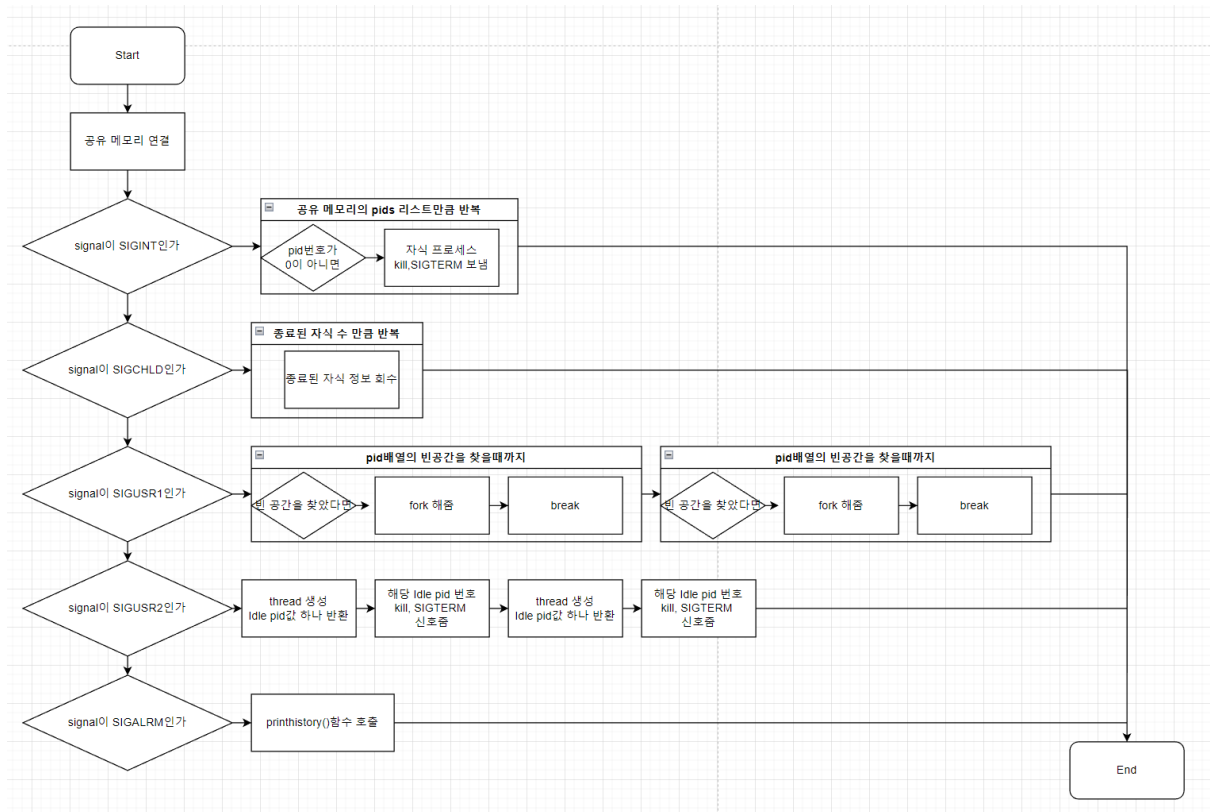 Start
공유 메모리 연결
signal이 SIGINT인가
공유 메모리의 pids 리스트만큼 반복
pid번호가
0이 아니면
자식 프로세스
kill,SIGTERM 보냄
signal이 SIGCHLD인가
종료된 자식 수 만큼 반복
종료된 자식 정보 회수
signal이 SIGUSR1인가
pid배열의 빈공간을 찾을때까지
빈 공간을 찾았다면
fork 해줌
break
pid배열의 빈공간을 찾을때까지
빈 공간을 찾았다면
fork 해줌
break
signal이 SIGUSR2인가
thread 생성
Idle pid값 하나 반환
해당 Idle pid 번호
kill, SIGTERM
신호줌
thread 생성
Idle pid값 하나 반환
해당 Idle pid 번호
kill, SIGTERM
신호줌
signal이 SIGALRM인가
printhistory()함수 호줄
End